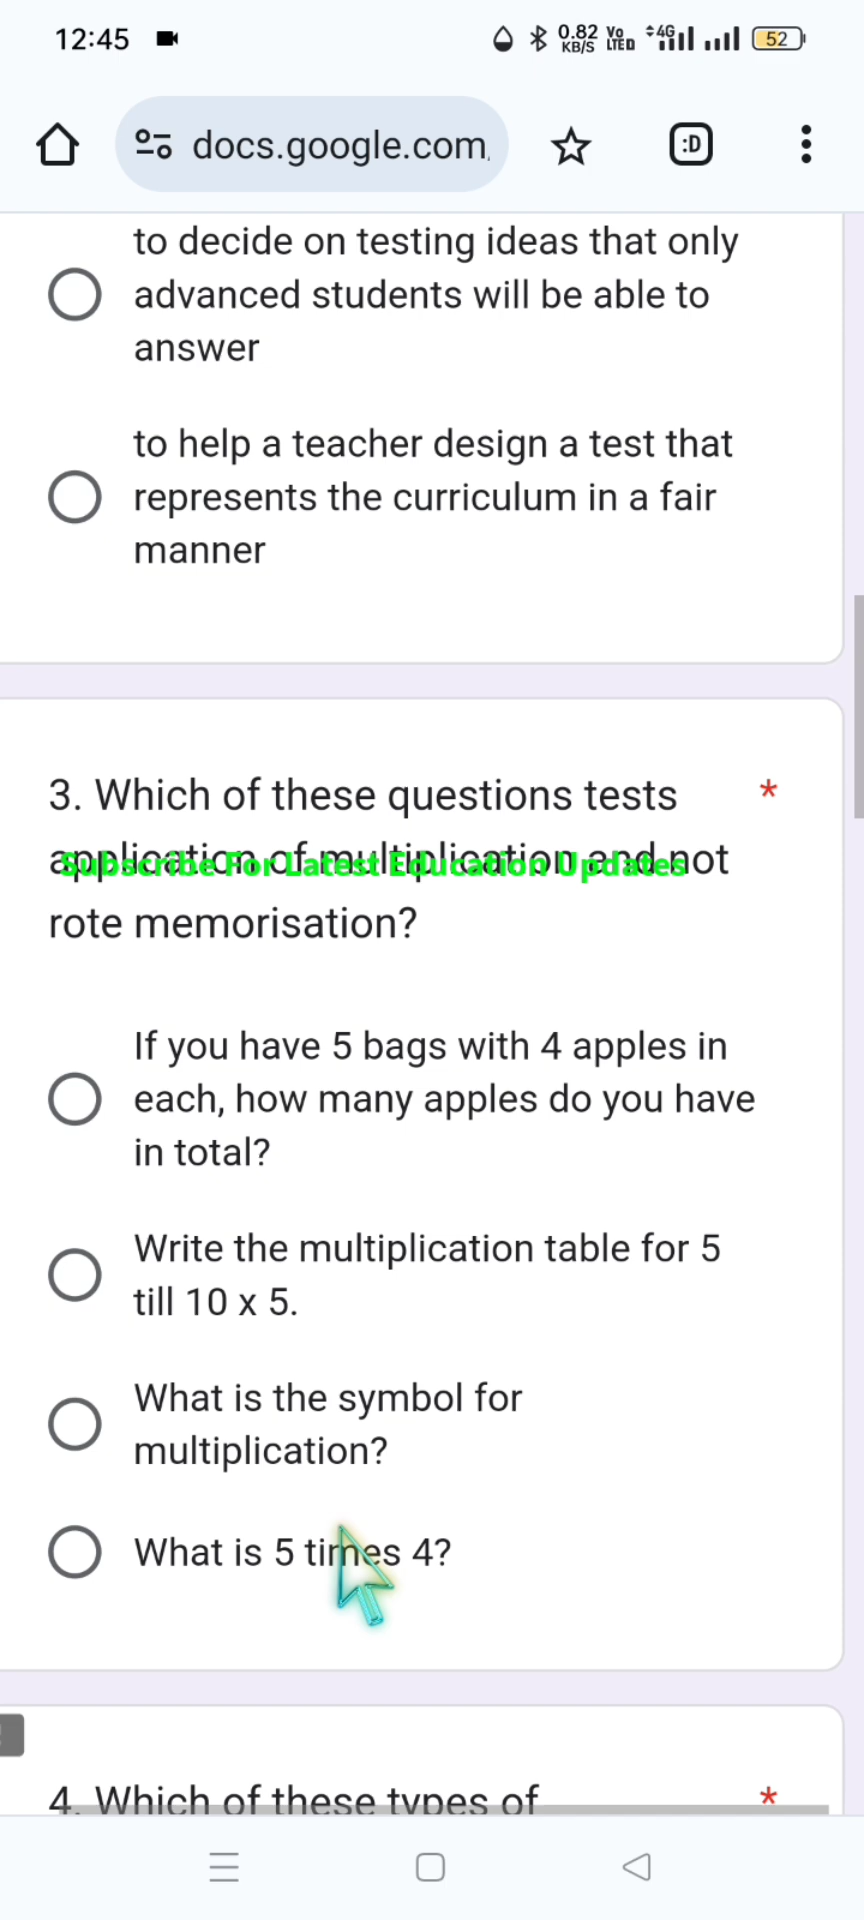 12:45
0.82 KB/S Vo LTED 4G 52
docs.google.com
:D
to decide on testing ideas that only
advanced students will be able to
answer
to help a teacher design a test that
represents the curriculum in a fair
manner
3. Which of these questions tests *
application of multiplication and not
Subscribe For Latest Education Updates
rote memorisation?
If you have 5 bags with 4 apples in
each, how many apples do you have
in total?
Write the multiplication table for 5
till 10 x 5.
What is the symbol for
multiplication?
What is 5 times 4?
4. Which of these types of *